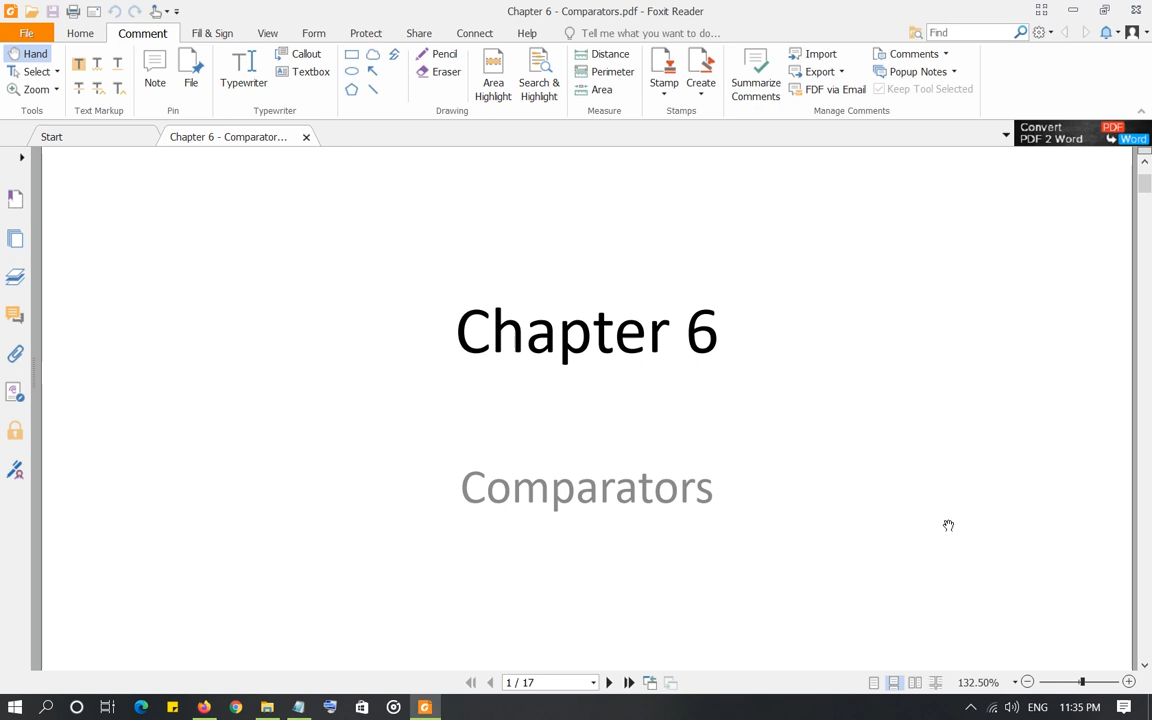 Chapter 6 - Comparators.pdf - Foxit Reader
File Home Comment Fill & Sign View Form Protect Share Connect Help Tell me what you want to do... Find
Hand Callout Pencil Distance Import Comments
Select Textbox Eraser Perimeter Export Popup Notes
Zoom Note File Typewriter Area Highlight Search & Highlight Area Stamp Create Summarize Comments FDF via Email Keep Tool Selected
Tools Text Markup Pin Typewriter Drawing Measure Stamps Manage Comments
Start Chapter 6 - Comparator... Convert PDF
PDF 2 Word Word
Chapter 6
Comparators
1 / 17 132.50%
ENG 11:35 PM